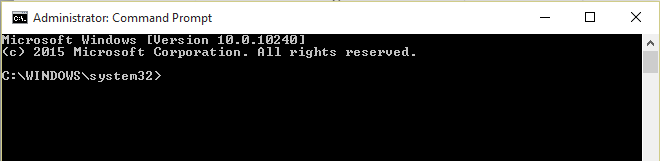 Administrator: Command Prompt
Microsoft Windows [Version 10.0.10240]
(c) 2015 Microsoft Corporation. All rights reserved.
C:\WINDOWS\system32>